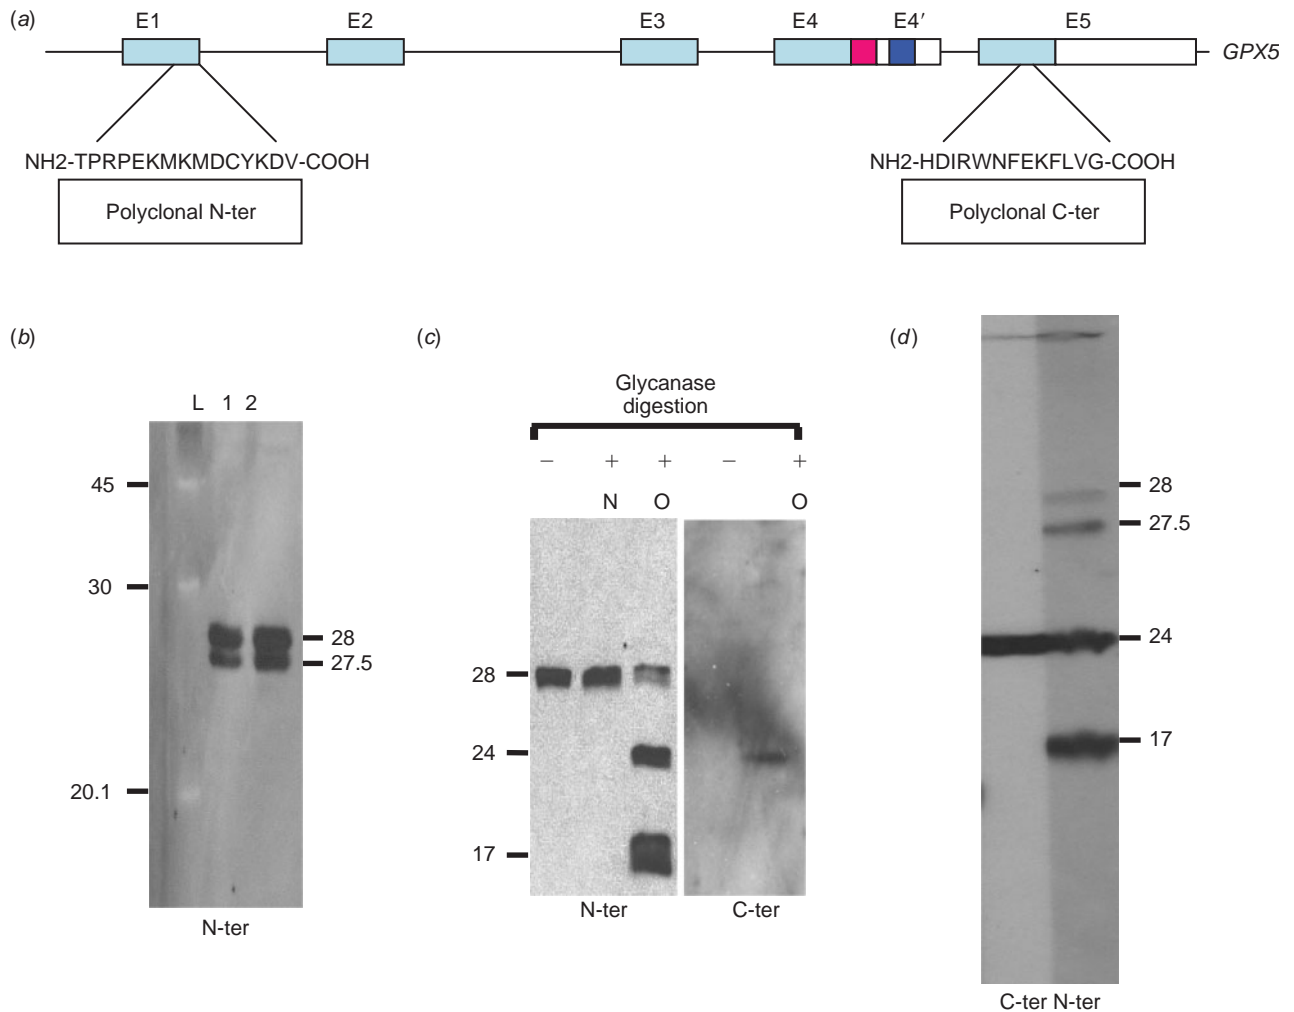 (a)
E1 E2 E3 E4 E4′ E5
GPX5
NH2-TPRPEKMKMDCYKDV-COOH
Polyclonal N-ter
NH2-HDIRWNFEKFLVG-COOH
Polyclonal C-ter
(b)
L 1 2
45
30
20.1
28
27.5
N-ter
(c)
Glycanase
digestion
− + + − +
N O O
28
24
17
N-ter C-ter
(d)
28
27.5
24
17
C-ter N-ter